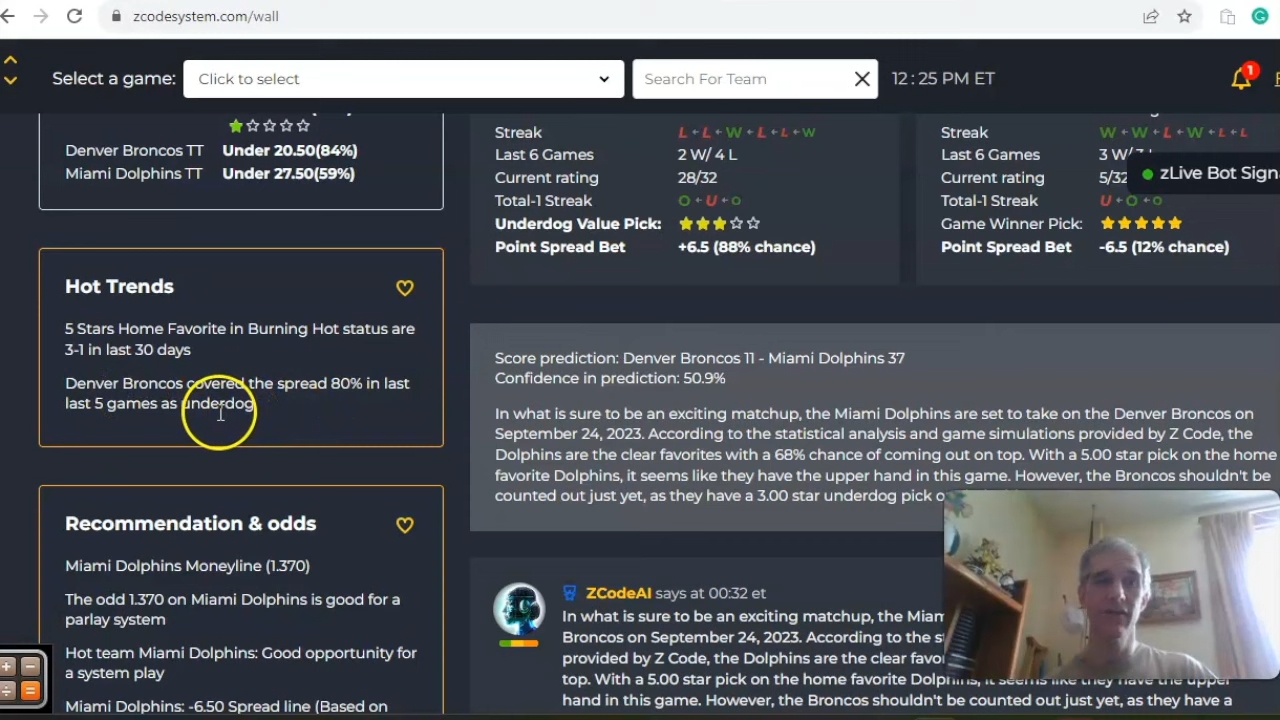 zcodesystem.com/wall
Select a game:
Click to select
Search For Team
12:25 PM ET
1
Denver Broncos TT Under 20.50(84%)
Miami Dolphins TT Under 27.50(59%)
Hot Trends
5 Stars Home Favorite in Burning Hot status are
3-1 in last 30 days
Denver Broncos covered the spread 80% in last
last 5 games as underdog
Recommendation & odds
Miami Dolphins Moneyline (1.370)
The odd 1.370 on Miami Dolphins is good for a
parlay system
Hot team Miami Dolphins: Good opportunity for
a system play
Miami Dolphins: -6.50 Spread line (Based on
Streak L L W L L W
Last 6 Games 2 W/ 4 L
Current rating 28/32
Total-1 Streak O U O
Underdog Value Pick:
Point Spread Bet +6.5 (88% chance)
Streak W W L W L L
Last 6 Games 3 W/
Current rating 5/32
Total-1 Streak U O O
Game Winner Pick:
Point Spread Bet -6.5 (12% chance)
zLive Bot Signa
Score prediction: Denver Broncos 11 - Miami Dolphins 37
Confidence in prediction: 50.9%
In what is sure to be an exciting matchup, the Miami Dolphins are set to take on the Denver Broncos on
September 24, 2023. According to the statistical analysis and game simulations provided by Z Code, the
Dolphins are the clear favorites with a 68% chance of coming out on top. With a 5.00 star pick on the home
favorite Dolphins, it seems like they have the upper hand in this game. However, the Broncos shouldn't be
counted out just yet, as they have a 3.00 star underdog pick o
ZCodeAI says at 00:32 et
In what is sure to be an exciting matchup, the Miam
Broncos on September 24, 2023. According to the st
provided by Z Code, the Dolphins are the clear favo
top. With a 5.00 star pick on the home favorite Dolphins, it seems like they have the upper
hand in this game. However, the Broncos shouldn't be counted out just yet, as they have a